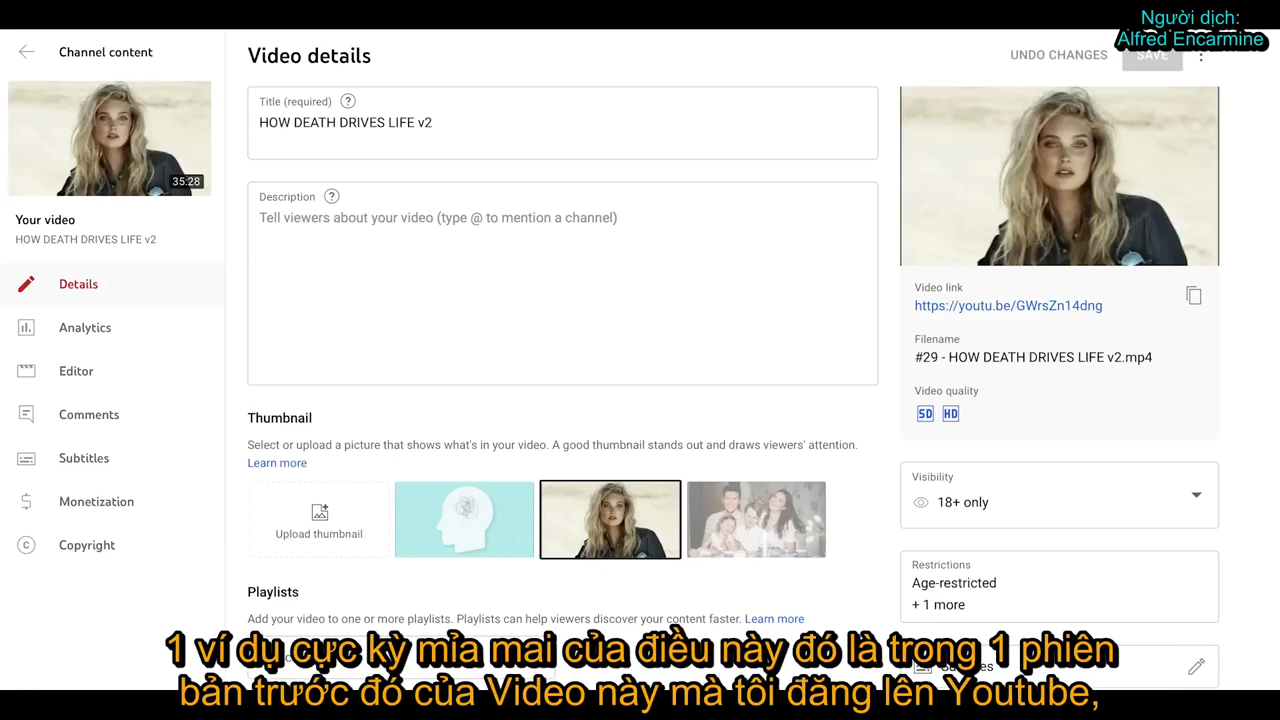 Người dịch:
Alfred Encarmine
Channel content
35:28
Your video
HOW DEATH DRIVES LIFE v2
Details
Analytics
Editor
Comments
Subtitles
Monetization
Copyright
Video details
UNDO CHANGES
SAVE
Title (required)
HOW DEATH DRIVES LIFE v2
Description
Tell viewers about your video (type @ to mention a channel)
Thumbnail
Select or upload a picture that shows what's in your video. A good thumbnail stands out and draws viewers' attention.
Learn more
Upload thumbnail
Playlists
Add your video to one or more playlists. Playlists can help viewers discover your content faster. Learn more
Video link
https://youtu.be/GWrsZn14dng
Filename
#29 - HOW DEATH DRIVES LIFE v2.mp4
Video quality
SD HD
Visibility
18+ only
Restrictions
Age-restricted
+ 1 more
1 ví dụ cực kỳ mỉa mai của điều này đó là trong 1 phiên
bản trước đó của Video này mà tôi đăng lên Youtube,